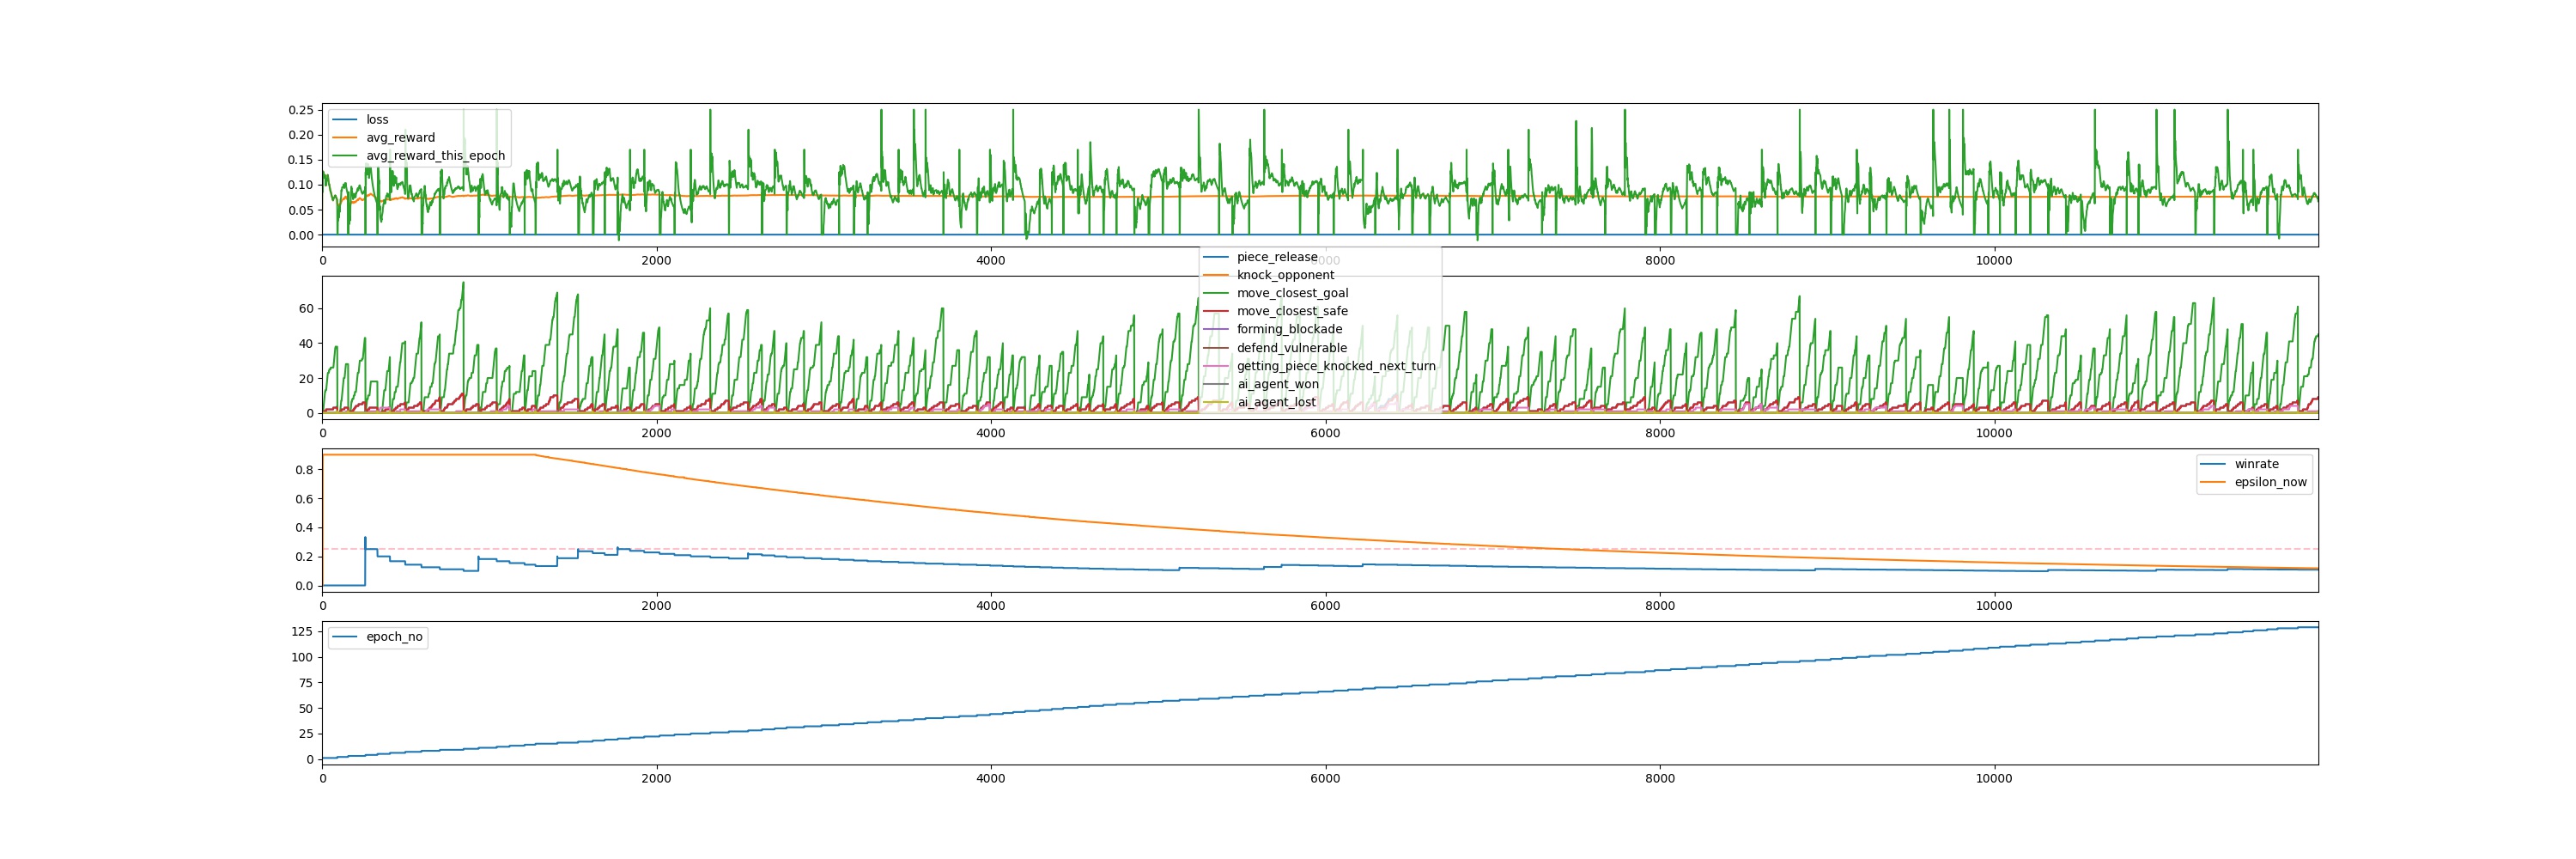 0.25
0.20
0.15
0.10
0.05
0.00
loss
avg_reward
avg_reward_this_epoch
0 2000 4000 6000 8000 10000
60
40
20
0
piece_release
knock_opponent
move_closest_goal
move_closest_safe
forming_blockade
defend_vulnerable
getting_piece_knocked_next_turn
ai_agent_won
ai_agent_lost
0 2000 4000 6000 8000 10000
0.8
0.6
0.4
0.2
0.0
winrate
epsilon_now
0 2000 4000 6000 8000 10000
125
100
75
50
25
0
epoch_no
0 2000 4000 6000 8000 10000